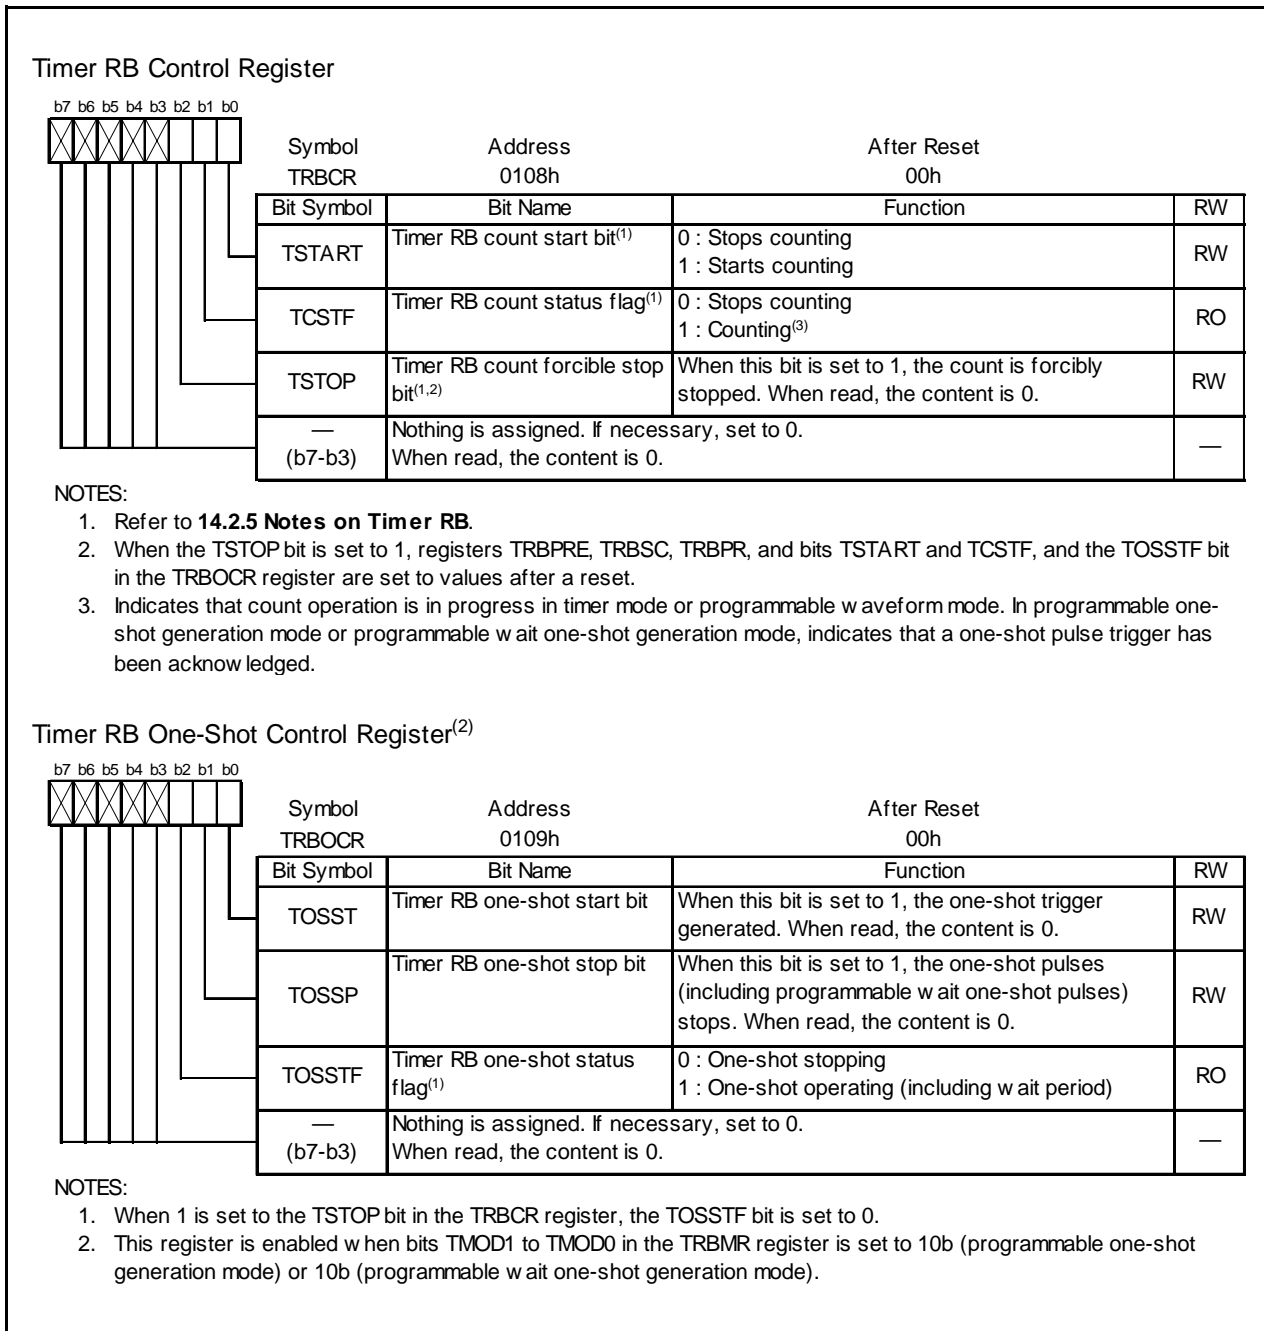 Timer RB Control Register
b7 b6 b5 b4 b3 b2 b1 b0
Symbol Address After Reset
TRBCR 0108h 00h
Bit Symbol Bit Name Function RW
TSTART Timer RB count start bit(1) 0 : Stops counting
1 : Starts counting RW
TCSTF Timer RB count status flag(1) 0 : Stops counting
1 : Counting(3) RO
TSTOP Timer RB count forcible stop bit(1,2) When this bit is set to 1, the count is forcibly
stopped. When read, the content is 0. RW
— (b7-b3) Nothing is assigned. If necessary, set to 0.
When read, the content is 0. —
NOTES:
1. Refer to 14.2.5 Notes on Timer RB.
2. When the TSTOP bit is set to 1, registers TRBPRE, TRBSC, TRBPR, and bits TSTART and TCSTF, and the TOSSTF bit
in the TRBOCR register are set to values after a reset.
3. Indicates that count operation is in progress in timer mode or programmable waveform mode. In programmable one-
shot generation mode or programmable wait one-shot generation mode, indicates that a one-shot pulse trigger has
been acknowledged.
Timer RB One-Shot Control Register(2)
b7 b6 b5 b4 b3 b2 b1 b0
Symbol Address After Reset
TRBOCR 0109h 00h
Bit Symbol Bit Name Function RW
TOSST Timer RB one-shot start bit When this bit is set to 1, the one-shot trigger
generated. When read, the content is 0. RW
TOSSP Timer RB one-shot stop bit When this bit is set to 1, the one-shot pulses
(including programmable wait one-shot pulses)
stops. When read, the content is 0. RW
TOSSTF Timer RB one-shot status flag(1) 0 : One-shot stopping
1 : One-shot operating (including wait period) RO
— (b7-b3) Nothing is assigned. If necessary, set to 0.
When read, the content is 0. —
NOTES:
1. When 1 is set to the TSTOP bit in the TRBCR register, the TOSSTF bit is set to 0.
2. This register is enabled when bits TMOD1 to TMOD0 in the TRBMR register is set to 10b (programmable one-shot
generation mode) or 10b (programmable wait one-shot generation mode).